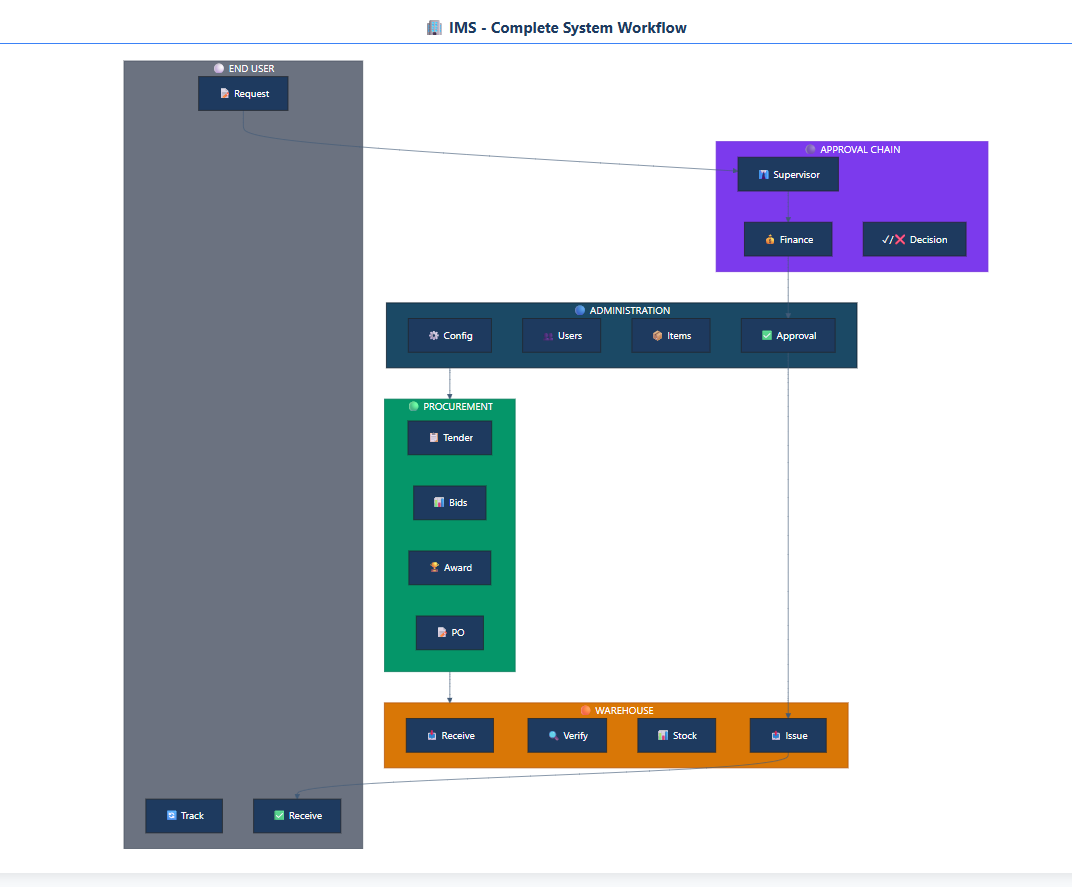 🏢 IMS - Complete System Workflow
⚪ END USER
📝 Request
🟣 APPROVAL CHAIN
👔 Supervisor
💰 Finance
✓/❌ Decision
🔵 ADMINISTRATION
⚙️ Config
👥 Users
📦 Items
✅ Approval
🟢 PROCUREMENT
📋 Tender
📊 Bids
🏆 Award
📝 PO
🟠 WAREHOUSE
📥 Receive
🔍 Verify
📊 Stock
📤 Issue
🔄 Track
✅ Receive